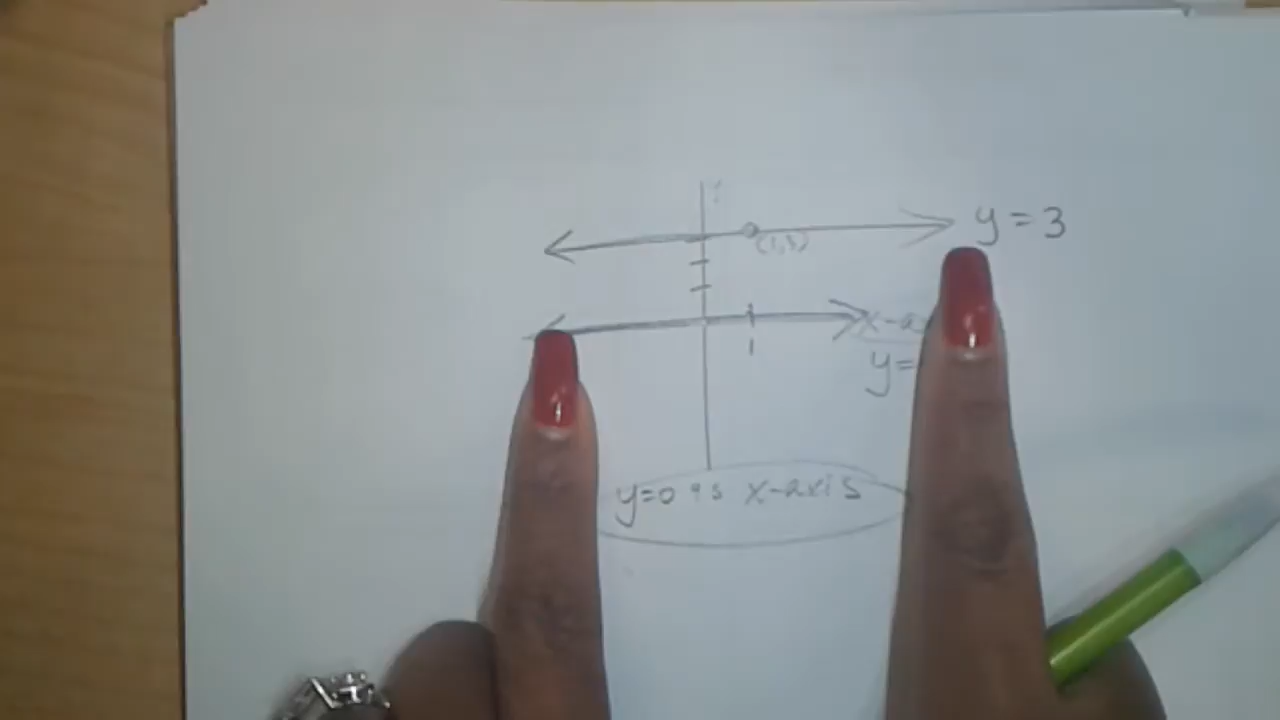 y = 3
(1,3)
x-a
y=
1
y=0 is x-axis